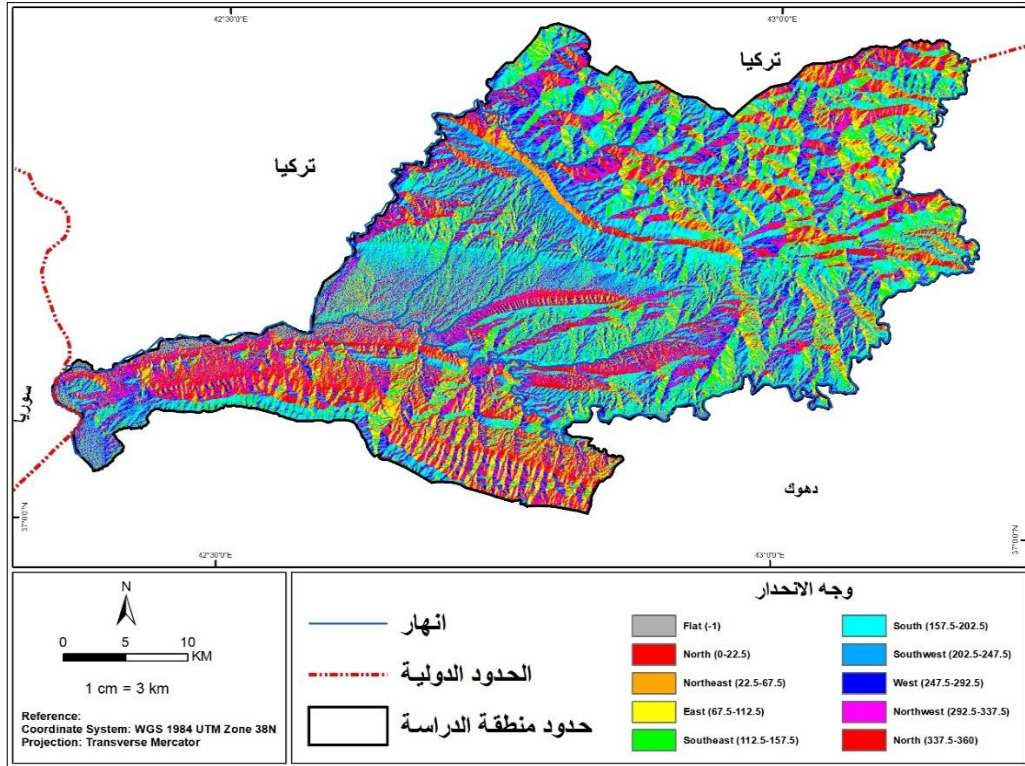 42°30'0"E
43°0'0"E
تركيا
تركيا
سوريا
دهوك
37°0'0"N
37°0'0"N
42°30'0"E
43°0'0"E
N
0 5 10
KM
1 cm = 3 km
Reference:
Coordinate System: WGS 1984 UTM Zone 38N
Projection: Transverse Mercator
انهار
الحدود الدولية
حدود منطقة الدراسة
وجه الانحدار
Flat (-1)
North (0-22.5)
Northeast (22.5-67.5)
East (67.5-112.5)
Southeast (112.5-157.5)
South (157.5-202.5)
Southwest (202.5-247.5)
West (247.5-292.5)
Northwest (292.5-337.5)
North (337.5-360)